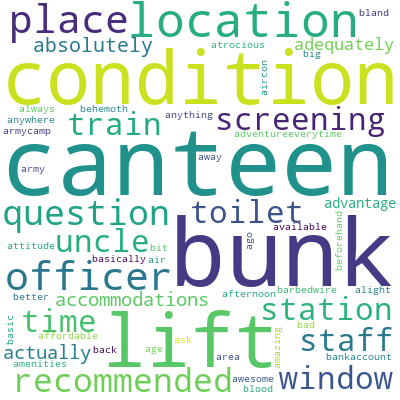 place location bland
absolutely atrocious adequately
big
condition
aircon
always behemoth anything screening
anywhere train
armycamp adventureeverytime
canteen
army away
question toilet advantage
uncle bunk
attitude bit ago available beforehand
officer basically air
better afternoon barbedwire alight
accommodations station
basic time lift
affordable bad staff
actually back age ask amazing bankaccount
amenities area awesome window
recommended blood